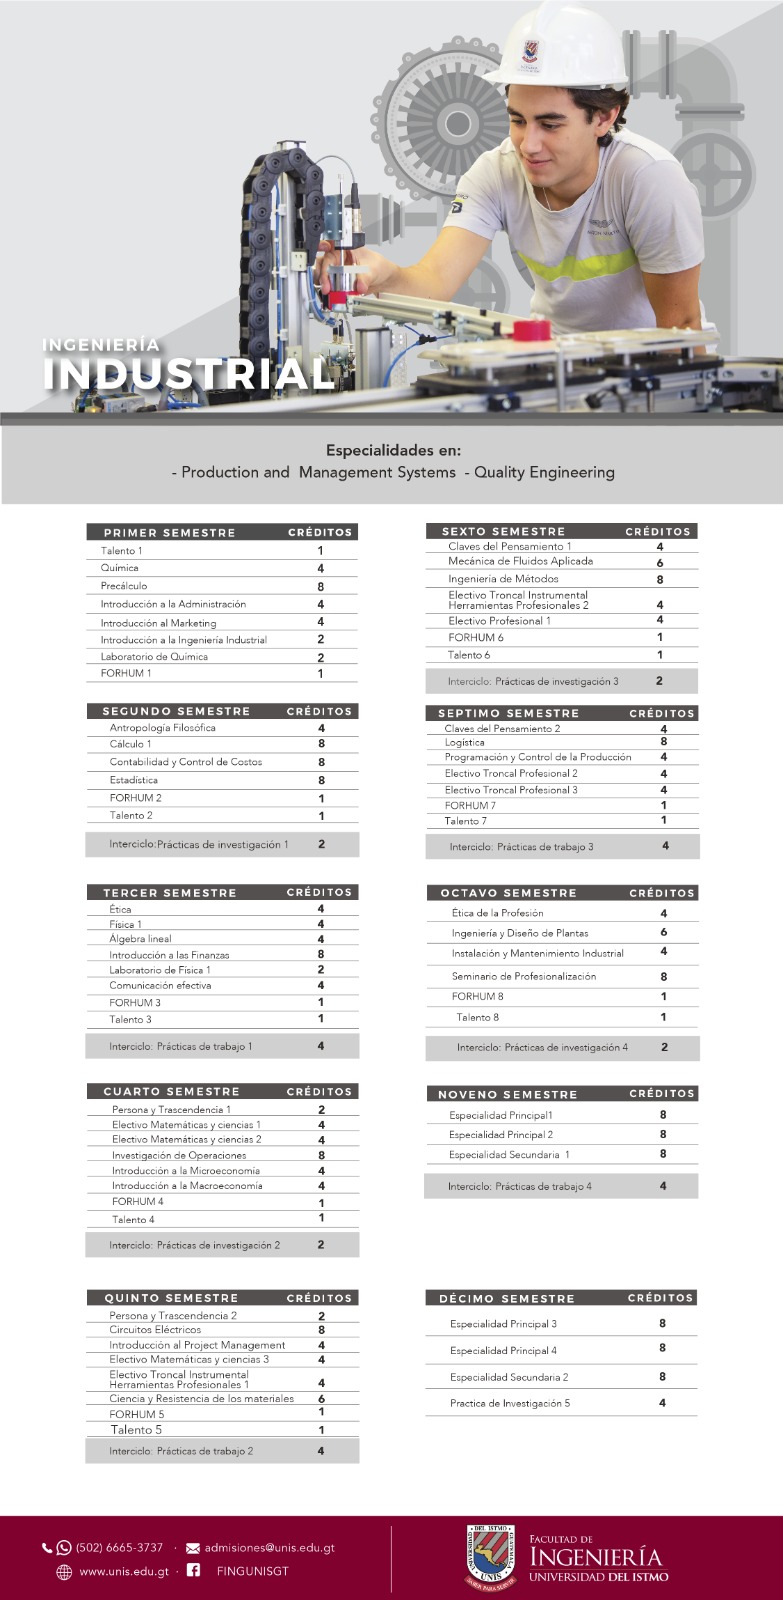 INGENIERÍA
INDUSTRIAL
Especialidades en:
- Production and Management Systems - Quality Engineering
PRIMER SEMESTRE CRÉDITOS
Talento 1 1
Química 4
Precálculo 8
Introducción a la Administración 4
Introducción al Marketing 4
Introducción a la Ingeniería Industrial 2
Laboratorio de Química 2
FORHUM 1 1
SEGUNDO SEMESTRE CRÉDITOS
Antropología Filosófica 4
Cálculo 1 8
Contabilidad y Control de Costos 8
Estadística 8
FORHUM 2 1
Talento 2 1
Interciclo:Prácticas de investigación 1 2
TERCER SEMESTRE CRÉDITOS
Ética 4
Física 1 4
Álgebra lineal 4
Introducción a las Finanzas 8
Laboratorio de Física 1 2
Comunicación efectiva 4
FORHUM 3 1
Talento 3 1
Interciclo: Prácticas de trabajo 1 4
CUARTO SEMESTRE CRÉDITOS
Persona y Trascendencia 1 2
Electivo Matemáticas y ciencias 1 4
Electivo Matemáticas y ciencias 2 4
Investigación de Operaciones 8
Introducción a la Microeconomía 4
Introducción a la Macroeconomía 4
FORHUM 4 1
Talento 4 1
Interciclo: Prácticas de investigación 2 2
QUINTO SEMESTRE CRÉDITOS
Persona y Trascendencia 2 2
Circuitos Eléctricos 8
Introducción al Project Management 4
Electivo Matemáticas y ciencias 3 4
Electivo Troncal Instrumental
Herramientas Profesionales 1 4
Ciencia y Resistencia de los materiales 6
FORHUM 5 1
Talento 5 1
Interciclo: Prácticas de trabajo 2 4
SEXTO SEMESTRE CRÉDITOS
Claves del Pensamiento 1 4
Mecánica de Fluidos Aplicada 6
Ingeniería de Métodos 8
Electivo Troncal Instrumental
Herramientas Profesionales 2 4
Electivo Profesional 1 4
FORHUM 6 1
Talento 6 1
Interciclo: Prácticas de investigación 3 2
SEPTIMO SEMESTRE CRÉDITOS
Claves del Pensamiento 2 4
Logística 8
Programación y Control de la Producción 4
Electivo Troncal Profesional 2 4
Electivo Troncal Profesional 3 4
FORHUM 7 1
Talento 7 1
Interciclo: Prácticas de trabajo 3 4
OCTAVO SEMESTRE CRÉDITOS
Ética de la Profesión 4
Ingeniería y Diseño de Plantas 6
Instalación y Mantenimiento Industrial 4
Seminario de Profesionalización 8
FORHUM 8 1
Talento 8 1
Interciclo: Prácticas de investigación 4 2
NOVENO SEMESTRE CRÉDITOS
Especialidad Principal1 8
Especialidad Principal 2 8
Especialidad Secundaria 1 8
Interciclo: Prácticas de trabajo 4 4
DÉCIMO SEMESTRE CRÉDITOS
Especialidad Principal 3 8
Especialidad Principal 4 8
Especialidad Secundaria 2 8
Practica de Investigación 5 4
(502) 6665-3737 · admisiones@unis.edu.gt
www.unis.edu.gt · FINGUNISGT
UNIVERSIDAD DEL ISTMO GUATEMALA
UNIS
SABER PARA SERVIR
FACULTAD DE
INGENIERÍA
UNIVERSIDAD DEL ISTMO